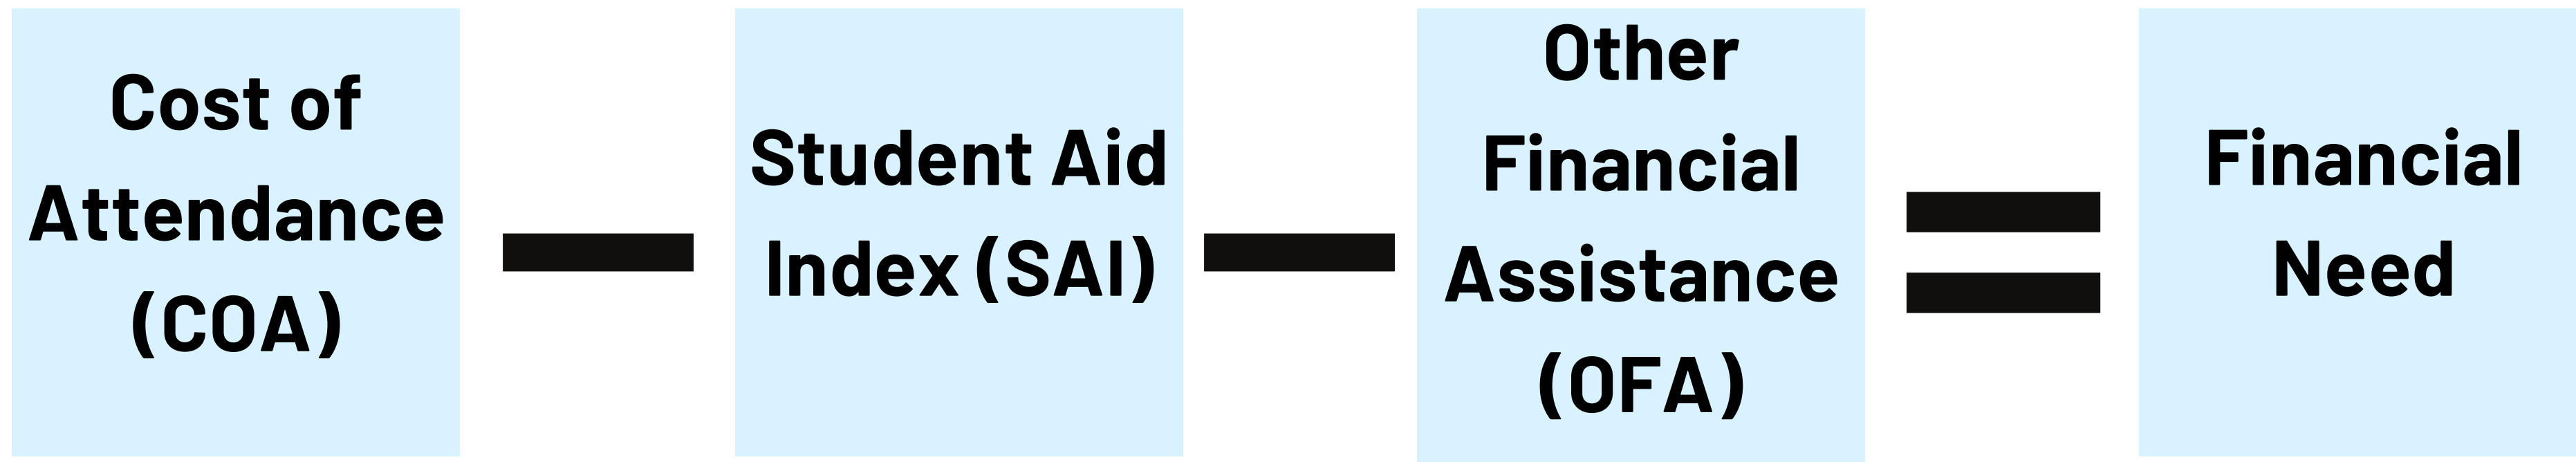 Cost of
Attendance
(COA)
Student Aid
Index (SAI)
Other
Financial
Assistance
(OFA)
Financial
Need